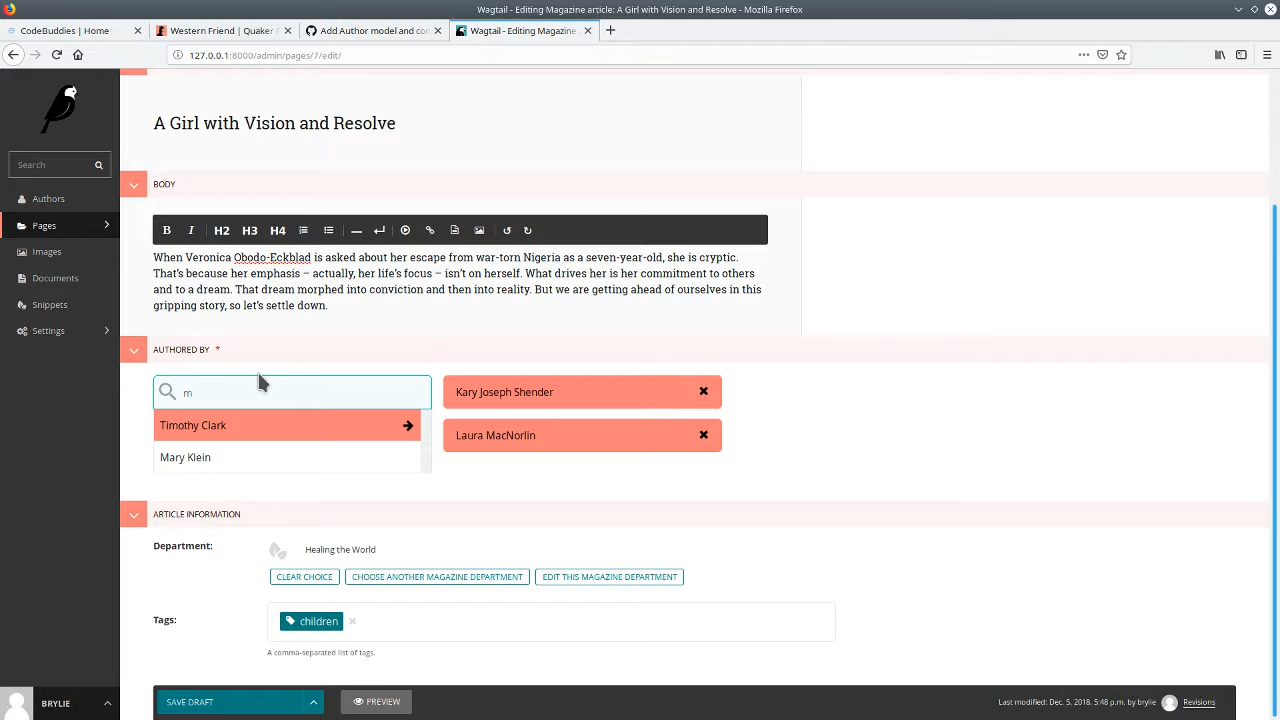 Wagtail - Editing Magazine article: A Girl with Vision and Resolve - Mozilla Firefox
CodeBuddies | Home
Western Friend | Quaker F
Add Author model and con
Wagtail - Editing Magazine
127.0.0.1:8000/admin/pages/7/edit/
Search
Authors
Pages
Images
Documents
Snippets
Settings
BRYLIE
A Girl with Vision and Resolve
BODY
B I H2 H3 H4
When Veronica Obodo-Eckblad is asked about her escape from war-torn Nigeria as a seven-year-old, she is cryptic.
That's because her emphasis – actually, her life's focus – isn't on herself. What drives her is her commitment to others
and to a dream. That dream morphed into conviction and then into reality. But we are getting ahead of ourselves in this
gripping story, so let's settle down.
AUTHORED BY *
m
Timothy Clark
Mary Klein
Kary Joseph Shender
Laura MacNorlin
ARTICLE INFORMATION
Department:
Healing the World
CLEAR CHOICE
CHOOSE ANOTHER MAGAZINE DEPARTMENT
EDIT THIS MAGAZINE DEPARTMENT
Tags:
children
A comma-separated list of tags.
SAVE DRAFT
PREVIEW
Last modified: Dec. 5, 2018, 5:48 p.m. by brylie
Revisions